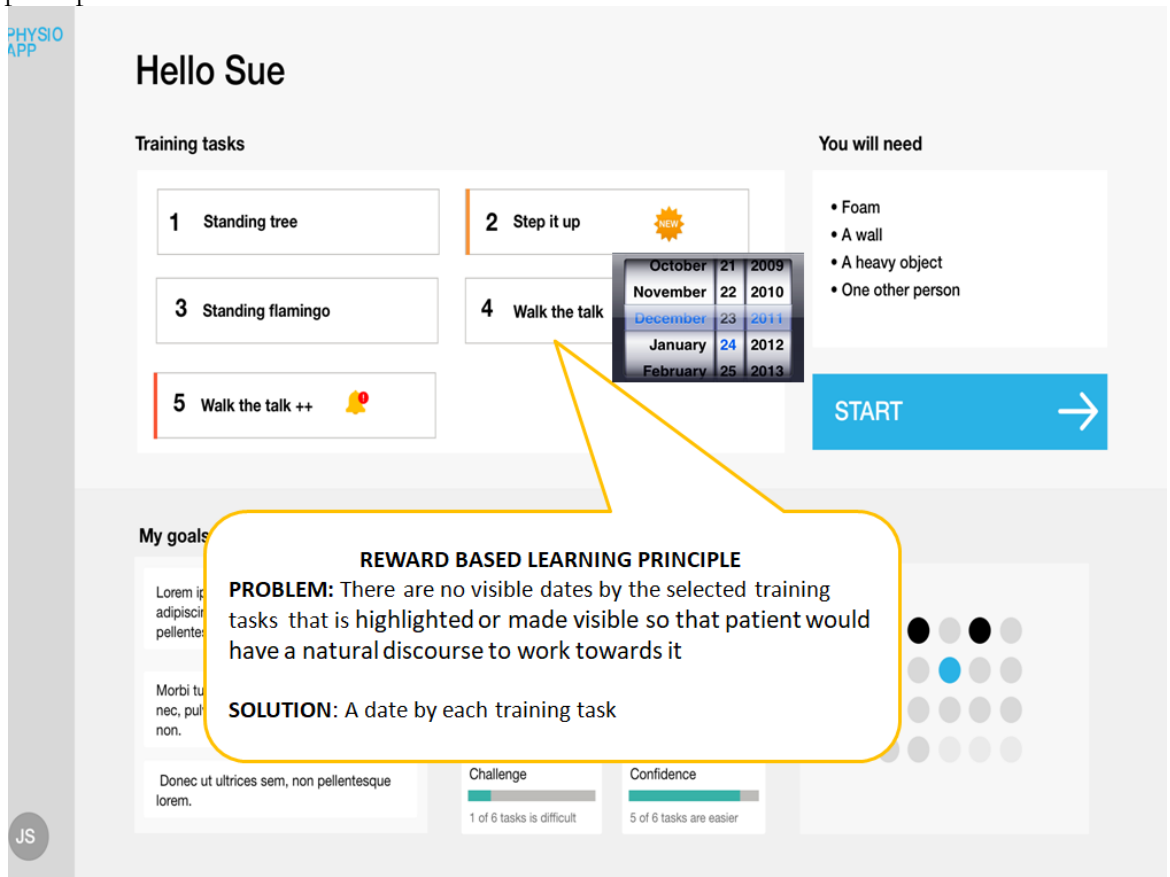 PHYSIO
APP
Hello Sue
Training tasks
You will need
1 Standing tree
2 Step it up
NEW
3 Standing flamingo
4 Walk the talk
5 Walk the talk ++
• Foam
• A wall
• A heavy object
• One other person
October 21 2009
November 22 2010
December 23 2011
January 24 2012
February 25 2013
START
My goals
REWARD BASED LEARNING PRINCIPLE
PROBLEM: There are no visible dates by the selected training
tasks that is highlighted or made visible so that patient would
have a natural discourse to work towards it
SOLUTION: A date by each training task
Lorem
Morbi
nec,
non.
Donec ut ultrices sem, non pellentesque
lorem.
Challenge
1 of 6 tasks is difficult
Confidence
5 of 6 tasks are easier
JS